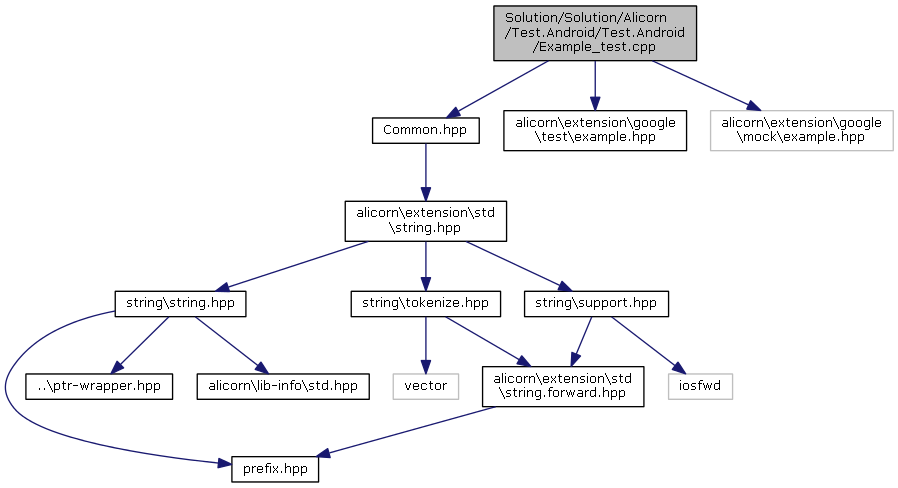 Solution/Solution/Alicorn
/Test.Android/Test.Android
/Example_test.cpp
Common.hpp
alicorn\extension\google
\test\example.hpp
alicorn\extension\google
\mock\example.hpp
alicorn\extension\std
\string.hpp
string\string.hpp
string\tokenize.hpp
string\support.hpp
..\ptr-wrapper.hpp
alicorn\lib-info\std.hpp
vector
alicorn\extension\std
\string.forward.hpp
iosfwd
prefix.hpp